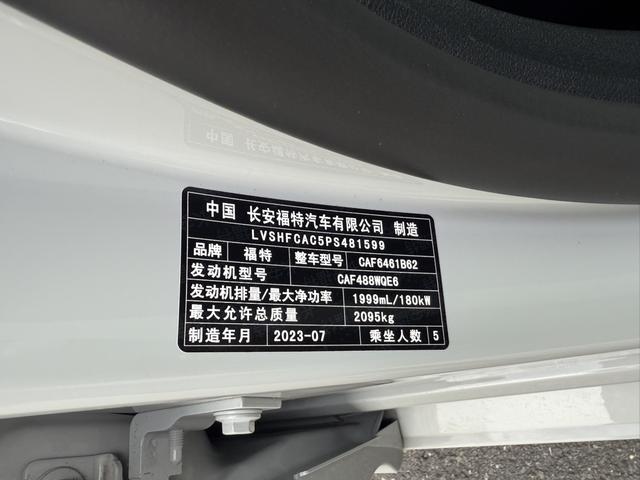 中国 长安福特汽车有限公司 制造
LVSHFCAC5PS481599
品牌 福特 整车型号 CAF6461B62
发动机型号 CAF488WQE6
发动机排量/最大净功率 1999mL/180kW
最大允许总质量 2095kg
制造年月 2023-07 乘坐人数 5